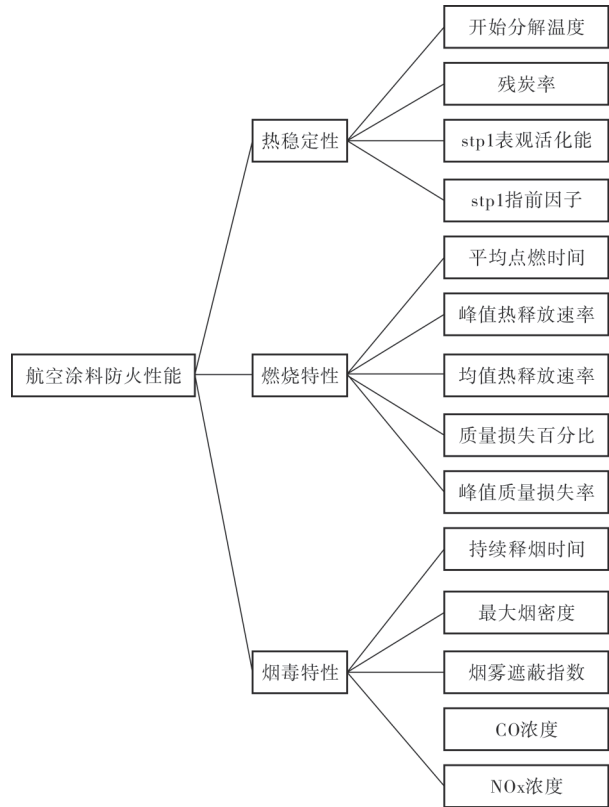 航空涂料防火性能
热稳定性
开始分解温度
残炭率
stp1表观活化能
stp1指前因子
燃烧特性
平均点燃时间
峰值热释放速率
均值热释放速率
质量损失百分比
峰值质量损失率
烟毒特性
持续释烟时间
最大烟密度
烟雾遮蔽指数
CO浓度
NOx浓度